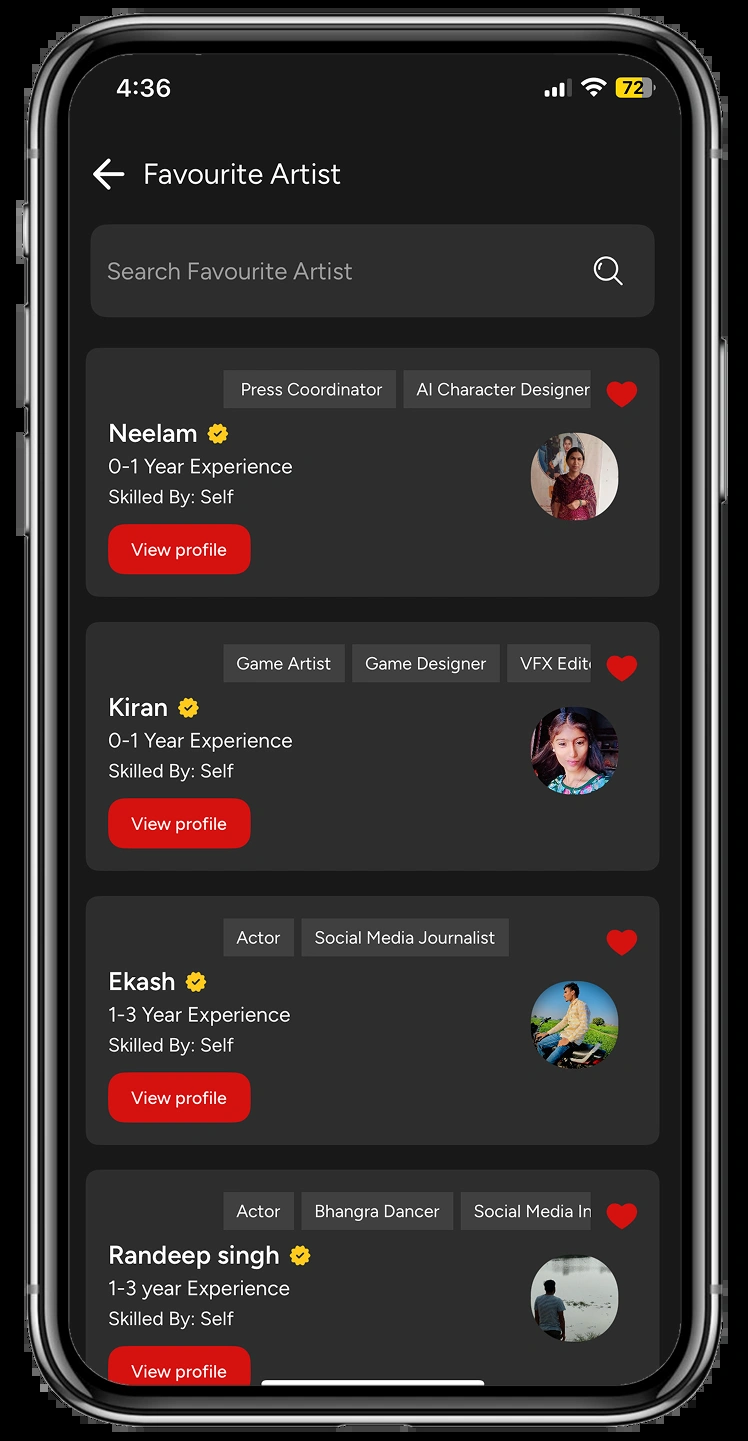 4:36
72
Favourite Artist
Search Favourite Artist
Press Coordinator AI Character Designer
Neelam
0-1 Year Experience
Skilled By: Self
View profile
Game Artist Game Designer VFX Edit
Kiran
0-1 Year Experience
Skilled By: Self
View profile
Actor Social Media Journalist
Ekash
1-3 Year Experience
Skilled By: Self
View profile
Actor Bhangra Dancer Social Media In
Randeep singh
1-3 year Experience
Skilled By: Self
View profile